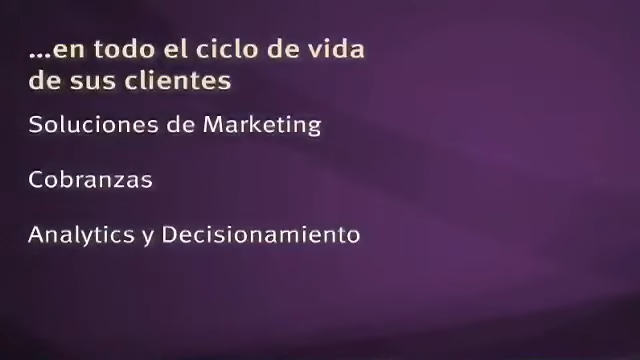 ...en todo el ciclo de vida
de sus clientes
Soluciones de Marketing
Cobranzas
Analytics y Decisionamiento